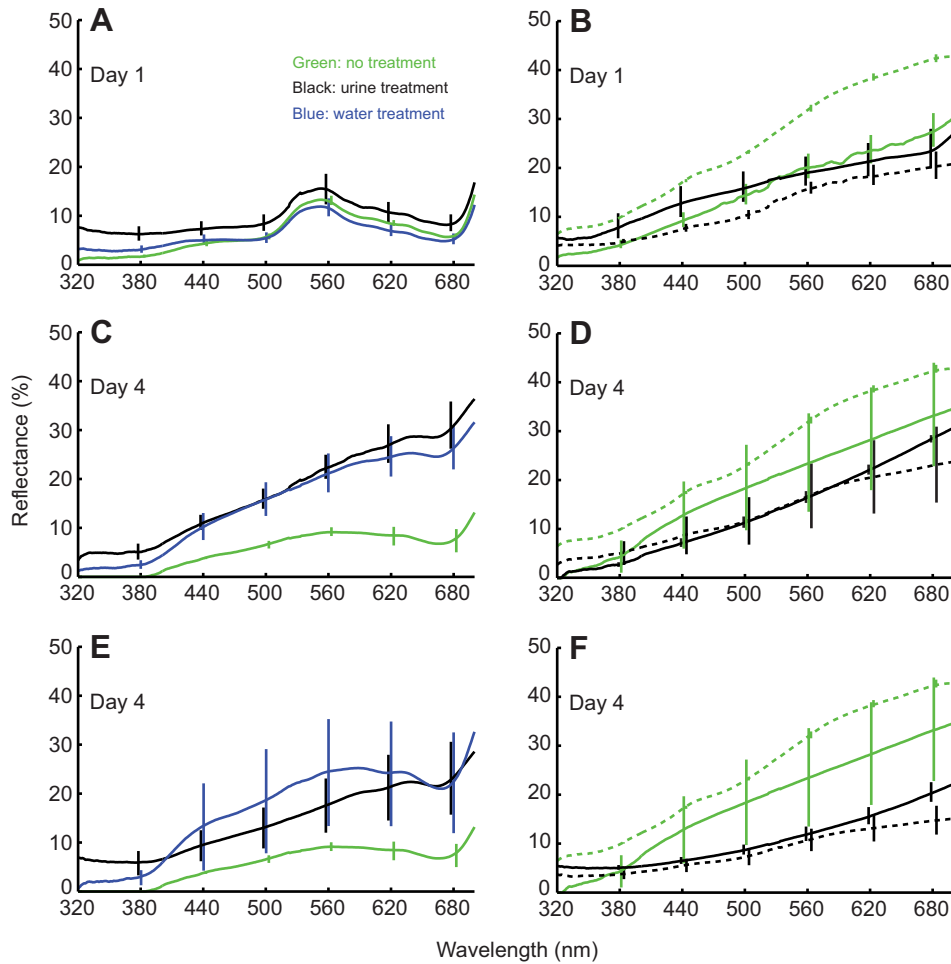 A
B
50
40
30
20
10
0
Day 1
Green: no treatment
Black: urine treatment
Blue: water treatment
320 380 440 500 560 620 680
50
40
30
20
10
0
Day 1
320 380 440 500 560 620 680
C
D
50
40
30
20
10
0
Day 4
320 380 440 500 560 620 680
50
40
30
20
10
0
Day 4
320 380 440 500 560 620 680
Reflectance (%)
E
F
50
40
30
20
10
0
Day 4
320 380 440 500 560 620 680
50
40
30
20
10
0
Day 4
320 380 440 500 560 620 680
Wavelength (nm)